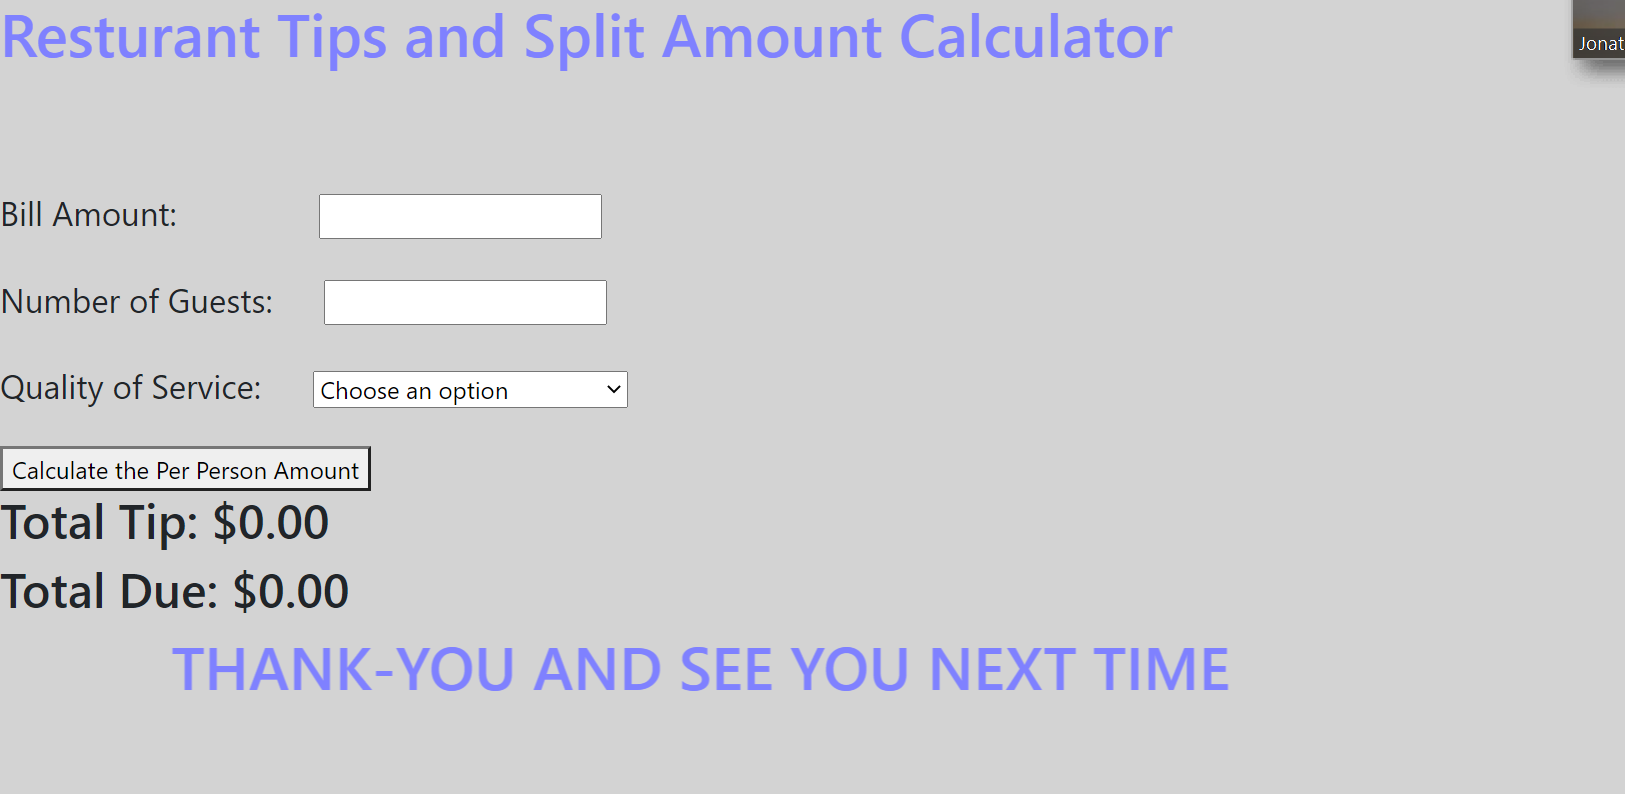 Resturant Tips and Split Amount Calculator
Jonat
Bill Amount:
Number of Guests:
Quality of Service:
Choose an option
Calculate the Per Person Amount
Total Tip: $0.00
Total Due: $0.00
THANK-YOU AND SEE YOU NEXT TIME